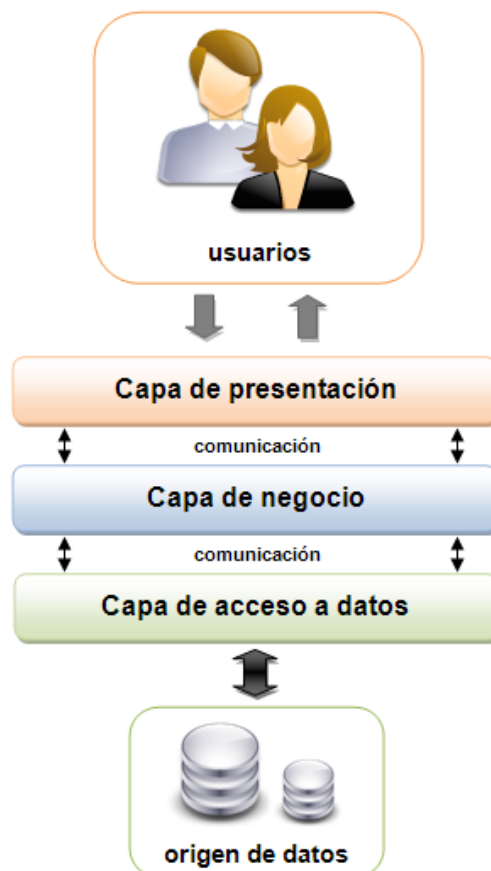 usuarios
Capa de presentación
comunicación
Capa de negocio
comunicación
Capa de acceso a datos
origen de datos